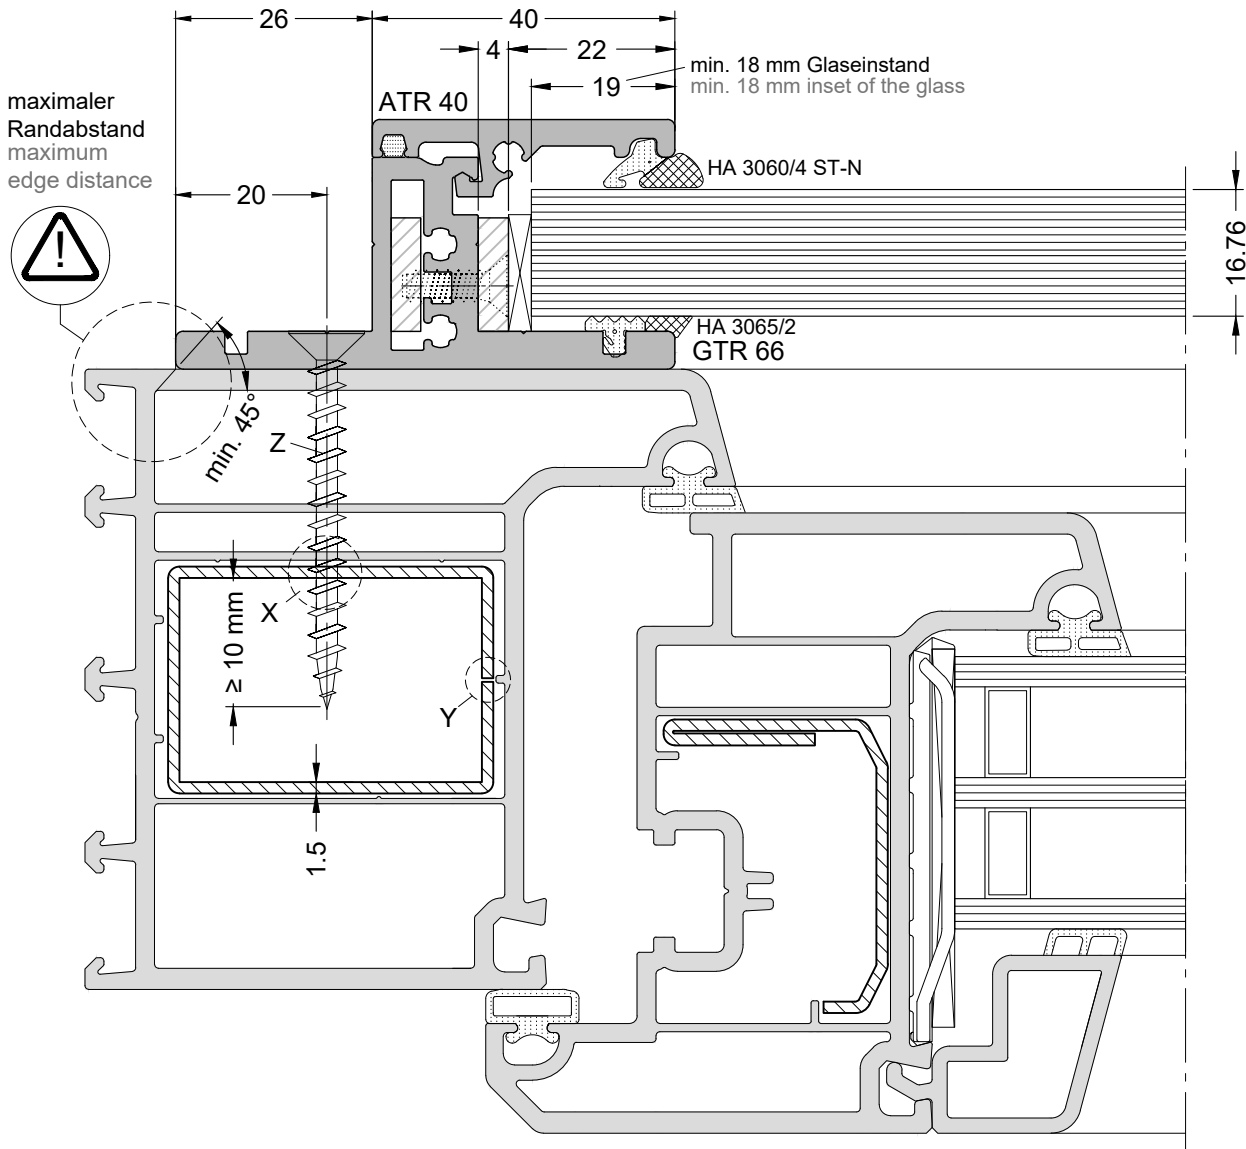 26
40
4
22
min. 18 mm Glaseinstand
19
min. 18 mm inset of the glass
maximaler
Randabstand
maximum
edge distance
ATR 40
HA 3060/4 ST-N
20
!
16.76
HA 3065/2
GTR 66
min. 45°
Z
X
≥ 10 mm
Y
1.5